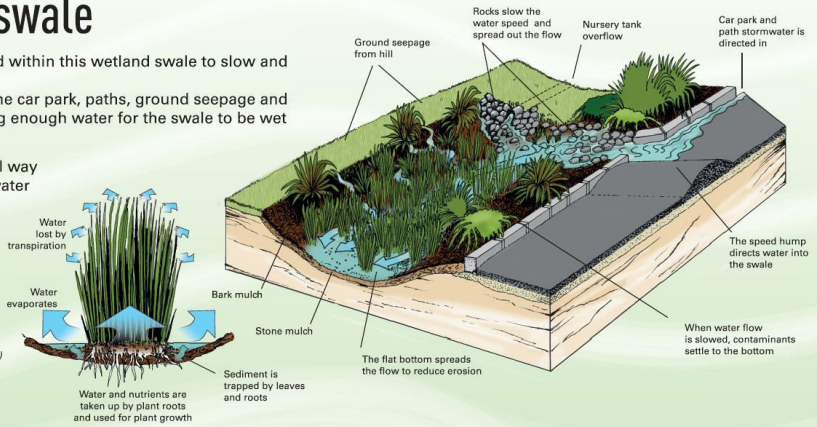 swale
within this wetland swale to slow and
car park, paths, ground seepage and
enough water for the swale to be wet
way
Ground seepage
from hill
Rocks slow the
water speed and
spread out the flow
Nursery tank
overflow
Car park and
path stormwater is
directed in
Water
lost by
transpiration
Water
evaporates
Bark mulch
Stone mulch
The flat bottom spreads
the flow to reduce erosion
The speed hump
directs water into
the swale
When water flow
is slowed, contaminants
settle to the bottom
Sediment is
trapped by leaves
and roots
Water and nutrients are
taken up by plant roots
and used for plant growth